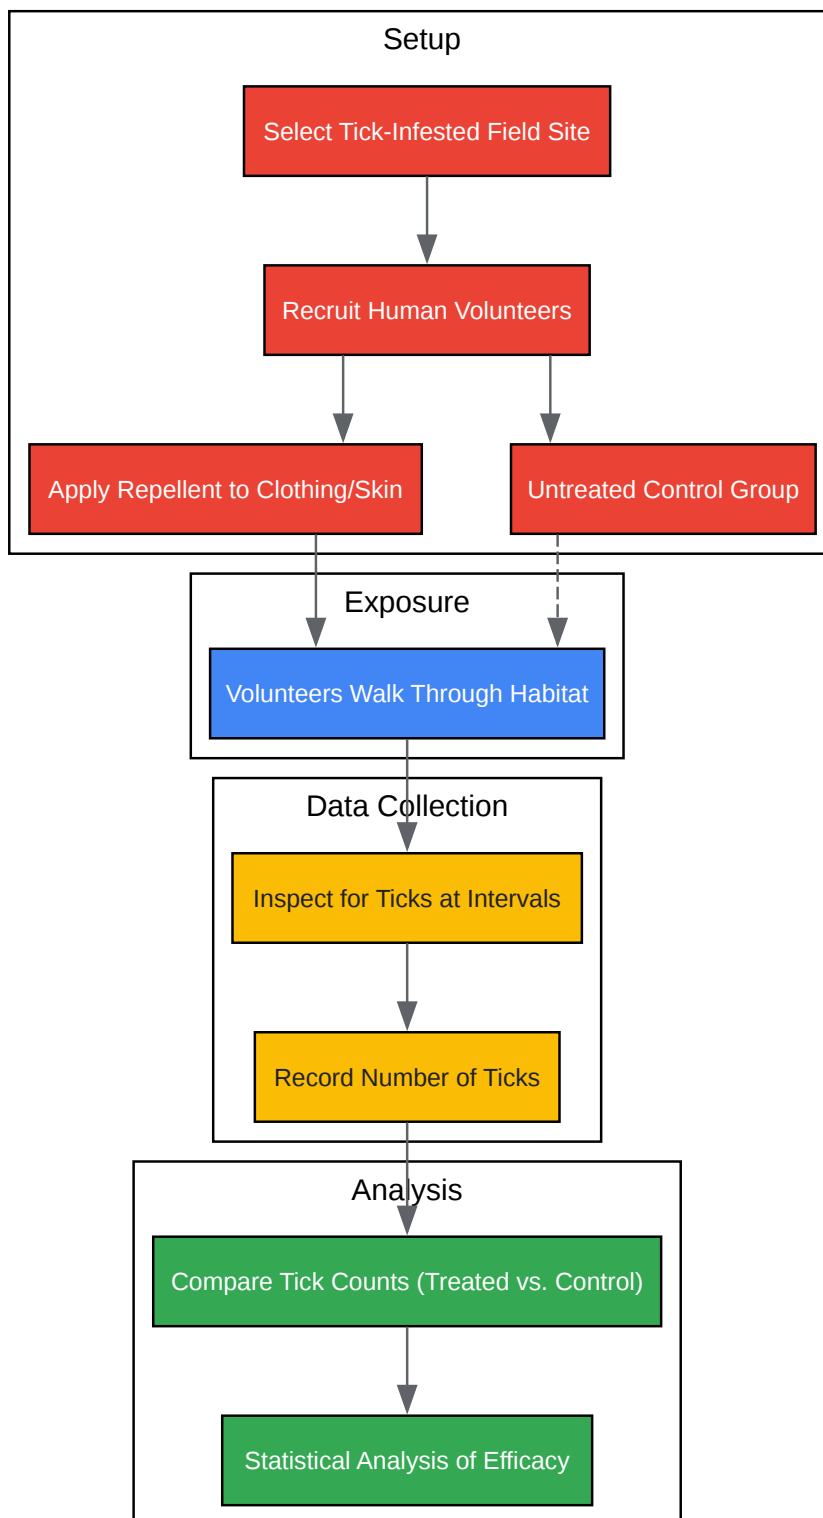 Setup
Select Tick-Infested Field Site
Recruit Human Volunteers
Apply Repellent to Clothing/Skin
Untreated Control Group
Exposure
Volunteers Walk Through Habitat
Data Collection
Inspect for Ticks at Intervals
Record Number of Ticks
Analysis
Compare Tick Counts (Treated vs. Control)
Statistical Analysis of Efficacy